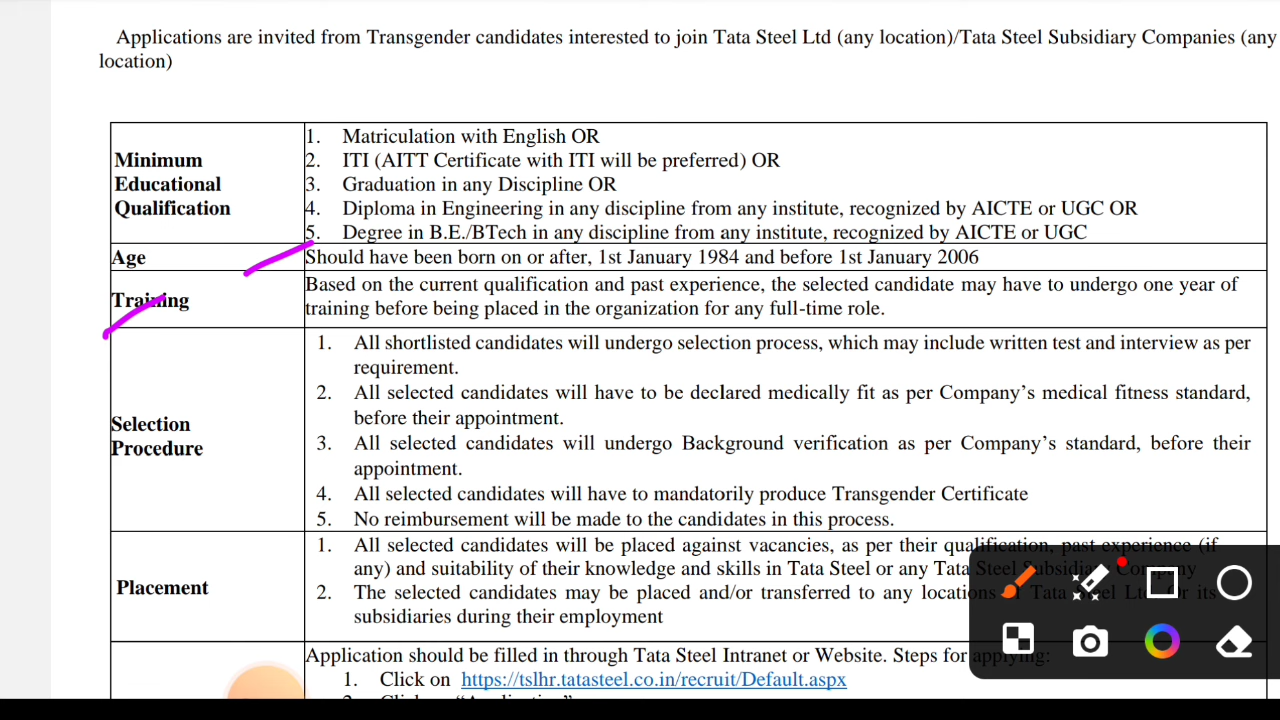 Applications are invited from Transgender candidates interested to join Tata Steel Ltd (any location)/Tata Steel Subsidiary Companies (any
location)
Minimum
Educational
Qualification
1. Matriculation with English OR
2. ITI (AITT Certificate with ITI will be preferred) OR
3. Graduation in any Discipline OR
4. Diploma in Engineering in any discipline from any institute, recognized by AICTE or UGC OR
5. Degree in B.E./BTech in any discipline from any institute, recognized by AICTE or UGC
Age
Should have been born on or after, 1st January 1984 and before 1st January 2006
Training
Based on the current qualification and past experience, the selected candidate may have to undergo one year of
training before being placed in the organization for any full-time role.
Selection
Procedure
1. All shortlisted candidates will undergo selection process, which may include written test and interview as per
requirement.
2. All selected candidates will have to be declared medically fit as per Company's medical fitness standard,
before their appointment.
3. All selected candidates will undergo Background verification as per Company's standard, before their
appointment.
4. All selected candidates will have to mandatorily produce Transgender Certificate
5. No reimbursement will be made to the candidates in this process.
Placement
1. All selected candidates will be placed against vacancies, as per their qualification, past experience (if
any) and suitability of their knowledge and skills in Tata Steel or any Tata Steel Subsidiary Company
2. The selected candidates may be placed and/or transferred to any locations of Tata Steel Ltd. Or its
subsidiaries during their employment
Application should be filled in through Tata Steel Intranet or Website. Steps for applying:
1. Click on https://tslhr.tatasteel.co.in/recruit/Default.aspx